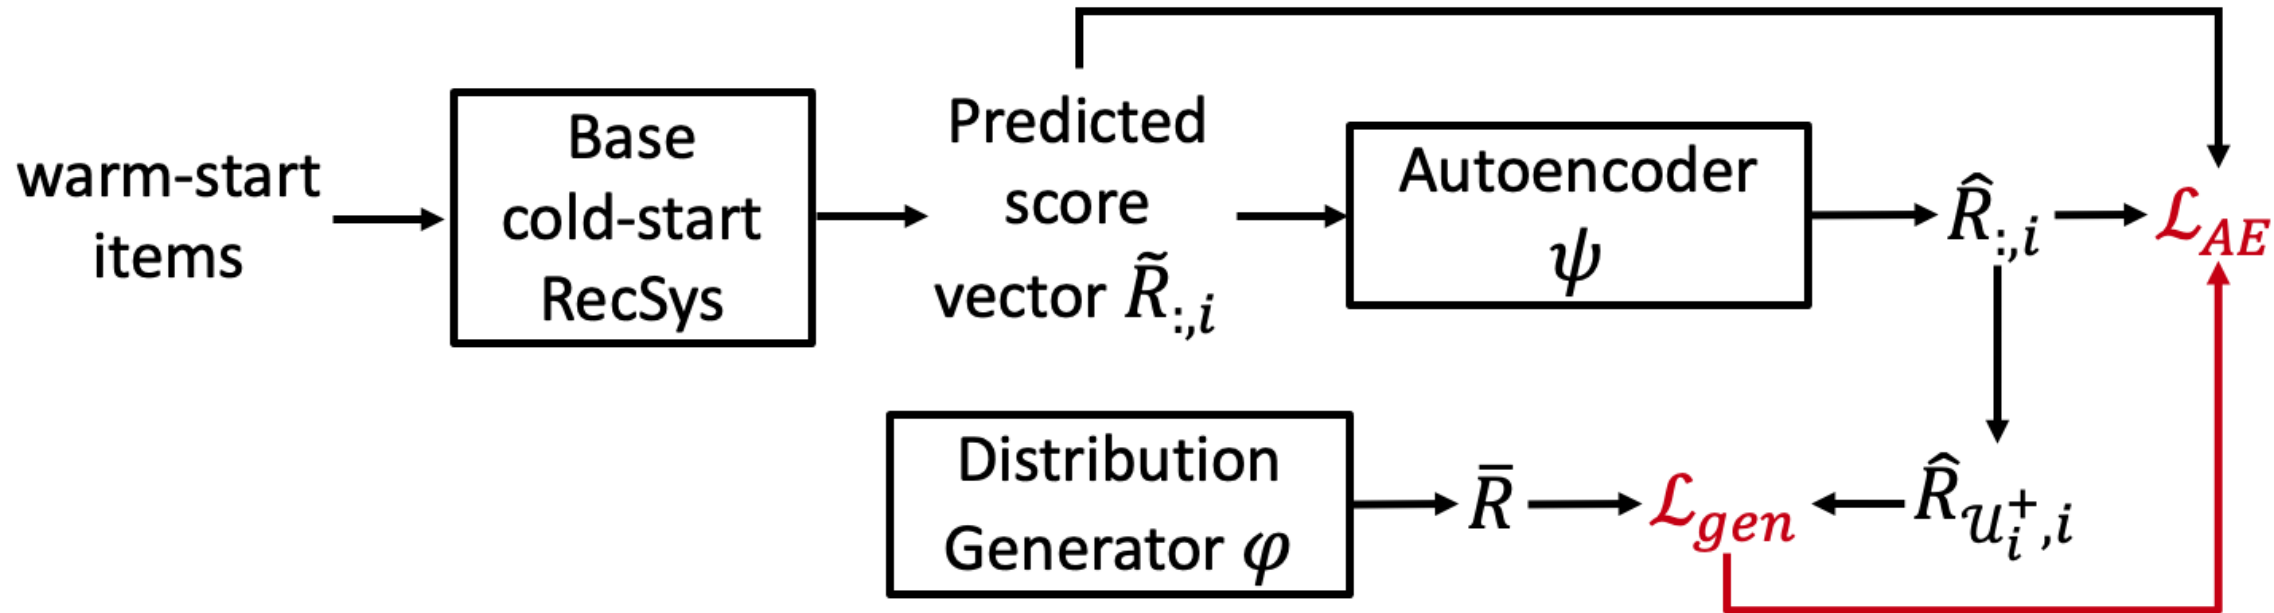 warm-start
items
Base
cold-start
RecSys
Predicted
score
vector R̃:,i
Autoencoder
ψ
R̂:,i
ℒAE
Distribution
Generator φ
R̄
ℒgen
R̂𝒰i+,i